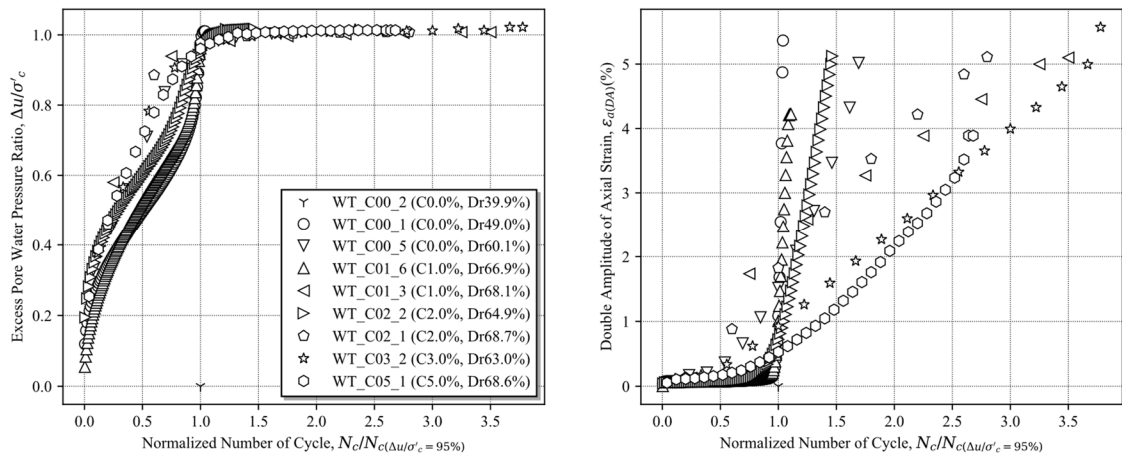 Excess Pore Water Pressure Ratio, Δu/σ'c
1.0
0.8
0.6
0.4
0.2
0.0
WT_C00_2 (C0.0%, Dr39.9%)
WT_C00_1 (C0.0%, Dr49.0%)
WT_C00_5 (C0.0%, Dr60.1%)
WT_C01_6 (C1.0%, Dr66.9%)
WT_C01_3 (C1.0%, Dr68.1%)
WT_C02_2 (C2.0%, Dr64.9%)
WT_C02_1 (C2.0%, Dr68.7%)
WT_C03_2 (C3.0%, Dr63.0%)
WT_C05_1 (C5.0%, Dr68.6%)
0.0 0.5 1.0 1.5 2.0 2.5 3.0 3.5
Normalized Number of Cycle, Nc/Nc(Δu/σ'c = 95%)
Double Amplitude of Axial Strain, εa(DA)(%)
5
4
3
2
1
0
0.0 0.5 1.0 1.5 2.0 2.5 3.0 3.5
Normalized Number of Cycle, Nc/Nc(Δu/σ'c = 95%)